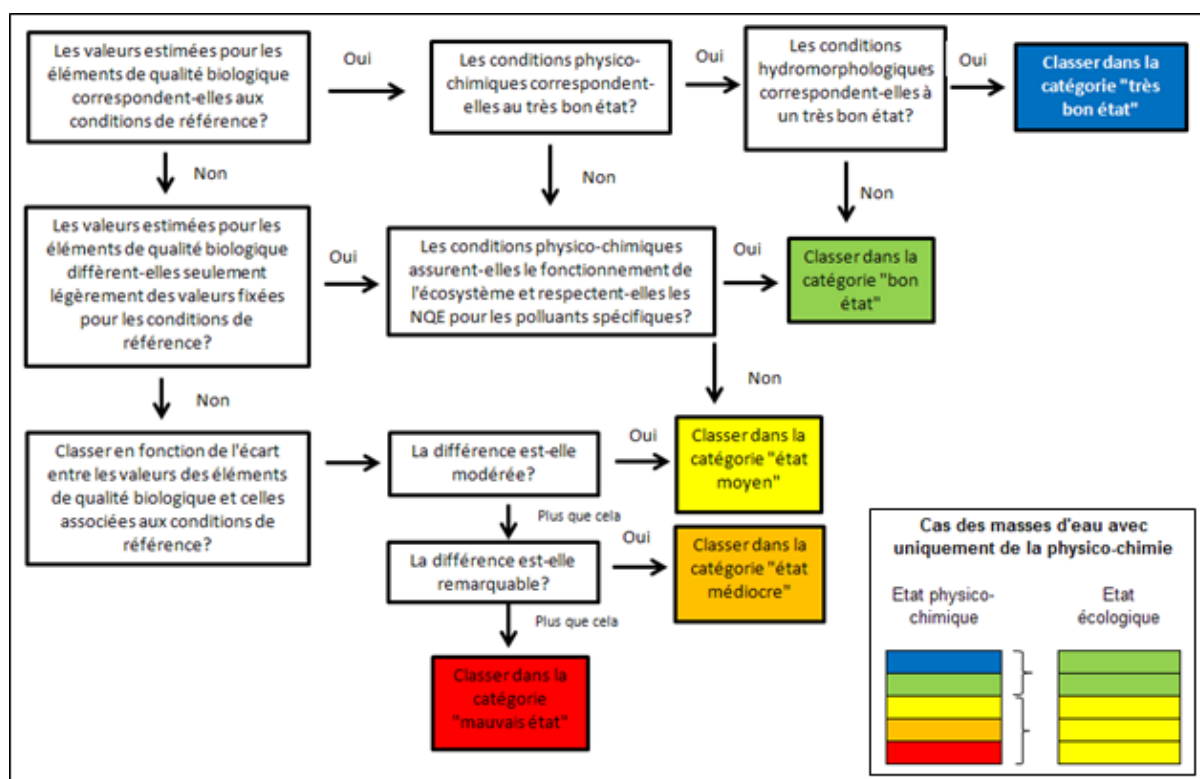 Les valeurs estimées pour les
éléments de qualité biologique
correspondent-elles aux
conditions de référence?
Oui
Les conditions physico-
chimiques correspondent-
elles au très bon état?
Oui
Les conditions
hydromorphologiques
correspondent-elles à
un très bon état?
Oui
Classer dans la
catégorie "très
bon état"
Non
Non
Non
Les valeurs estimées pour les
éléments de qualité biologique
diffèrent-elles seulement
légèrement des valeurs fixées
pour les conditions de
référence?
Oui
Les conditions physico-chimiques
assurent-elles le fonctionnement de
l'écosystème et respectent-elles les
NQE pour les polluants spécifiques?
Oui
Classer dans la
catégorie "bon
état"
Non
Non
Classer en fonction de l'écart
entre les valeurs des éléments
de qualité biologique et celles
associées aux conditions de
référence?
La différence est-elle
modérée?
Oui
Classer dans la
catégorie "état
moyen"
Plus que cela
La différence est-elle
remarquable?
Oui
Classer dans la
catégorie "état
médiocre"
Plus que cela
Classer dans la
catégorie
"mauvais état"
Cas des masses d'eau avec
uniquement de la physico-chimie
Etat physico-
chimique
Etat
écologique